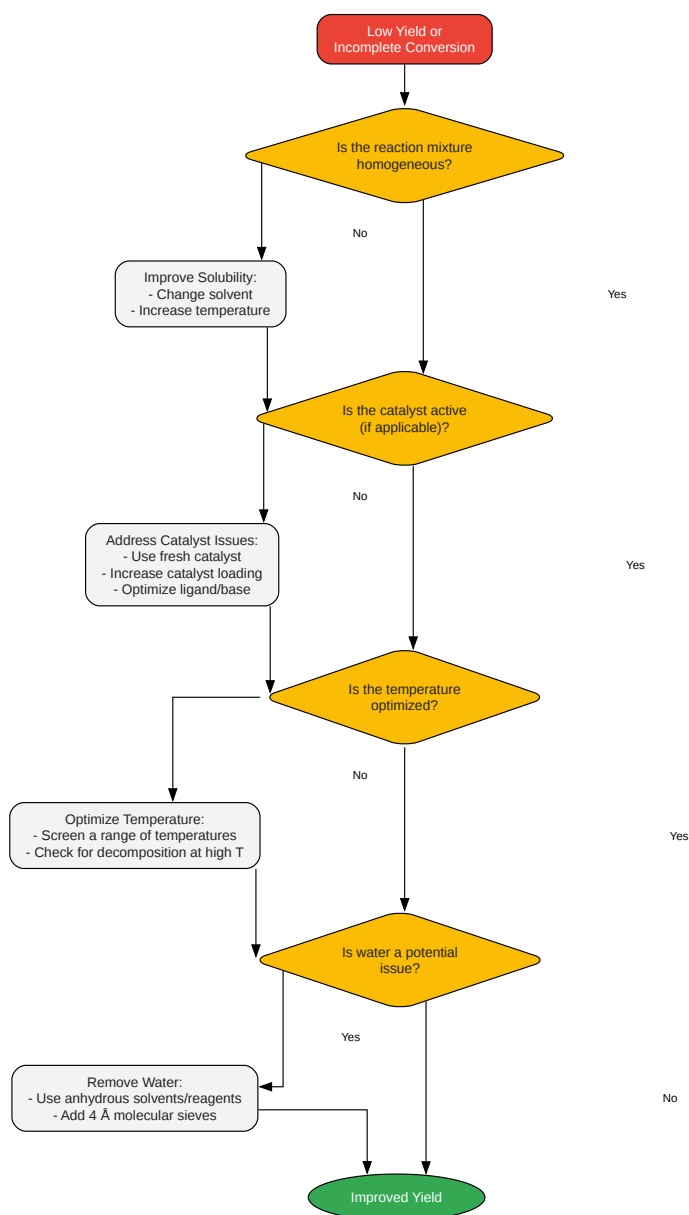 Low Yield or
Incomplete Conversion
Is the reaction mixture
homogeneous?
No
Improve Solubility:
- Change solvent
- Increase temperature
Yes
Is the catalyst active
(if applicable)?
No
Address Catalyst Issues:
- Use fresh catalyst
- Increase catalyst loading
- Optimize ligand/base
Yes
Is the temperature
optimized?
No
Optimize Temperature:
- Screen a range of temperatures
- Check for decomposition at high T
Yes
Is water a potential
issue?
Yes
Remove Water:
- Use anhydrous solvents/reagents
- Add 4 Å molecular sieves
No
Improved Yield